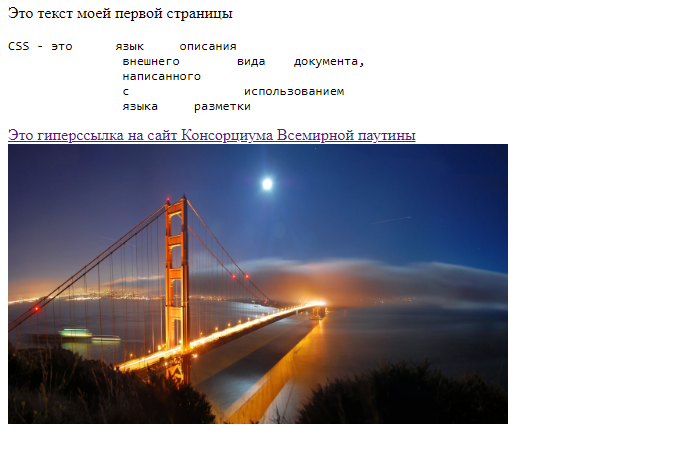 Это текст моей первой страницы
CSS - это язык описания
внешнего вида документа,
написанного
с использованием
языка разметки
Это гиперссылка на сайт Консорциума Всемирной паутины